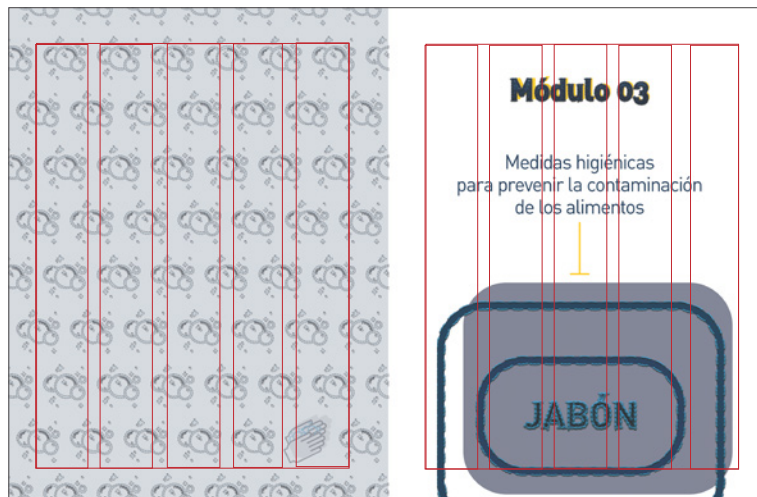 Módulo 03
Medidas higiénicas
para prevenir la contaminación
de los alimentos
JABÓN